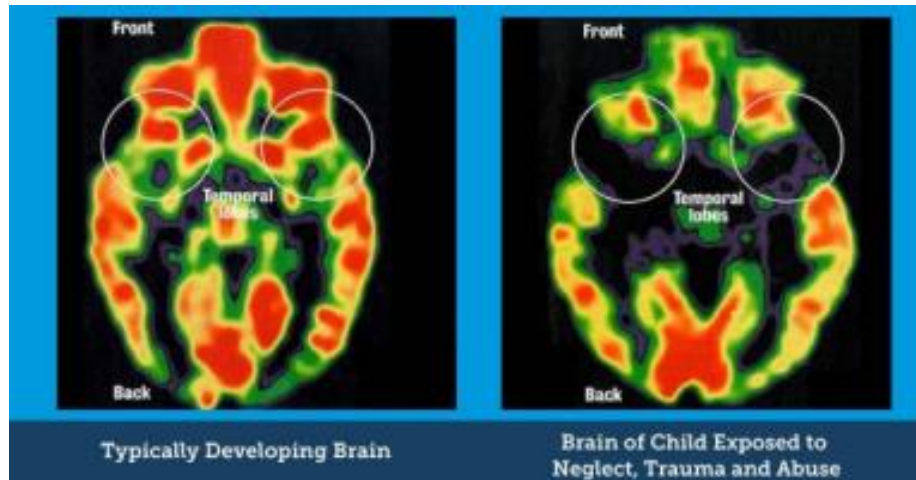 Front
Temporal
lobes
Back
Typically Developing Brain
Front
Temporal
lobes
Back
Brain of Child Exposed to
Neglect, Trauma and Abuse